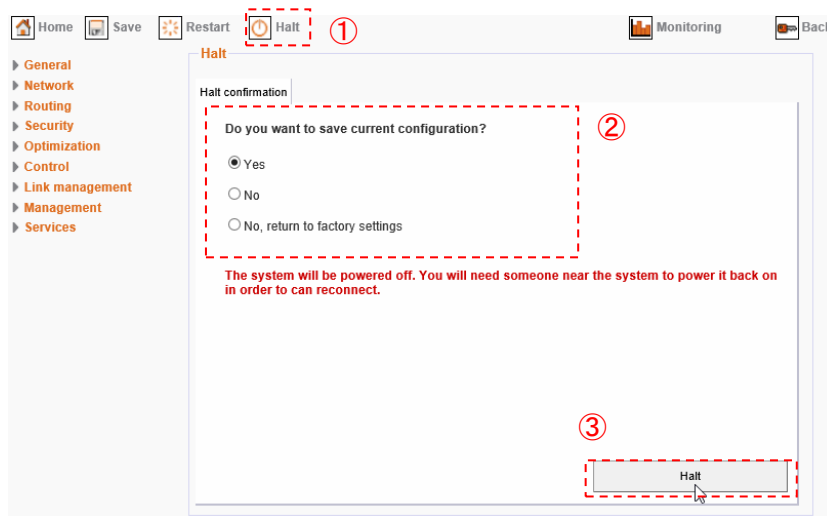 Home Save Restart Halt ① Monitoring Back
Halt
General
Network
Routing
Security
Optimization
Control
Link management
Management
Services
Halt confirmation
Do you want to save current configuration?
②
Yes
No
No, return to factory settings
The system will be powered off. You will need someone near the system to power it back on
in order to can reconnect.
③
Halt